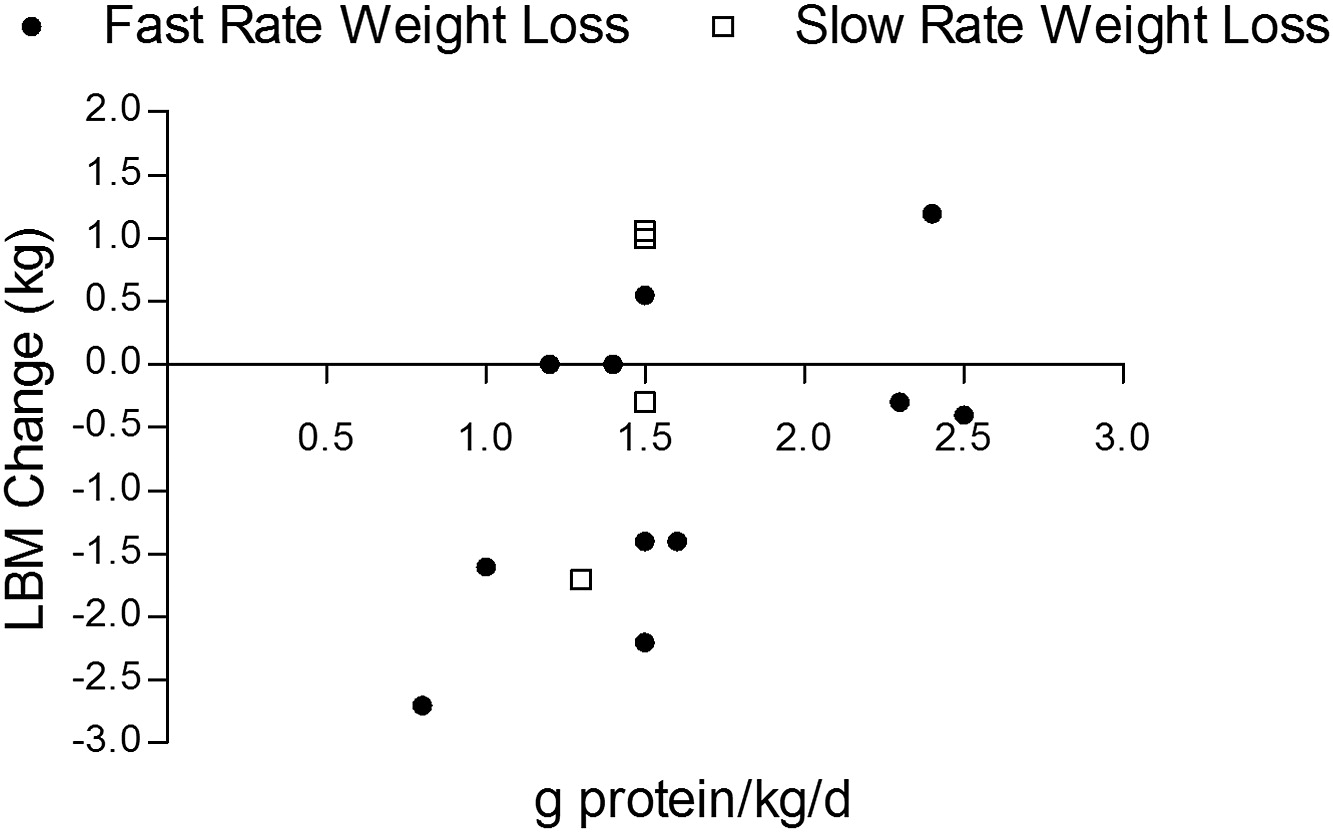 Fast Rate Weight Loss
Slow Rate Weight Loss
2.0
1.5
1.0
0.5
0.0
-0.5
-1.0
-1.5
-2.0
-2.5
-3.0
LBM Change (kg)
0.5 1.0 1.5 2.0 2.5 3.0
g protein/kg/d